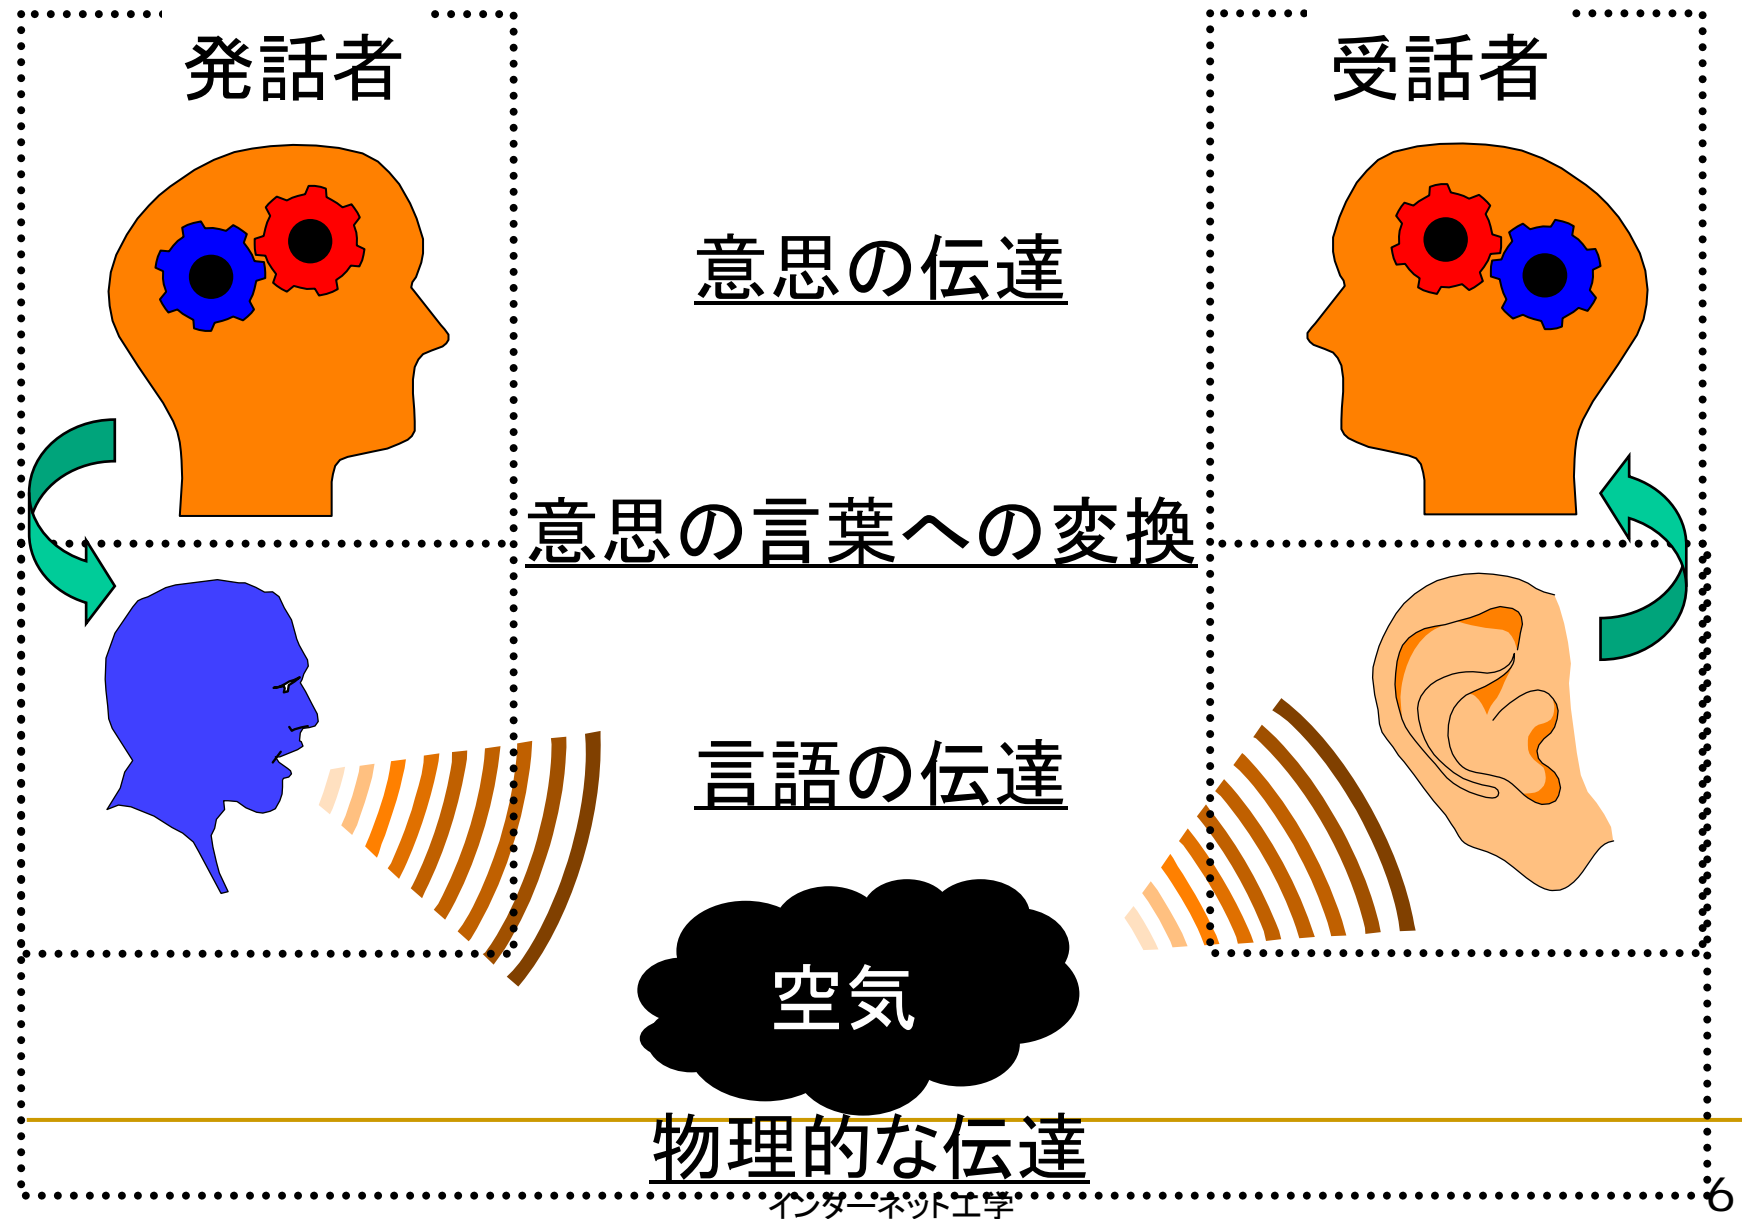 発話者
受話者
意思の伝達
意思の言葉への変換
言語の伝達
空気
物理的な伝達
インターネット工学
6